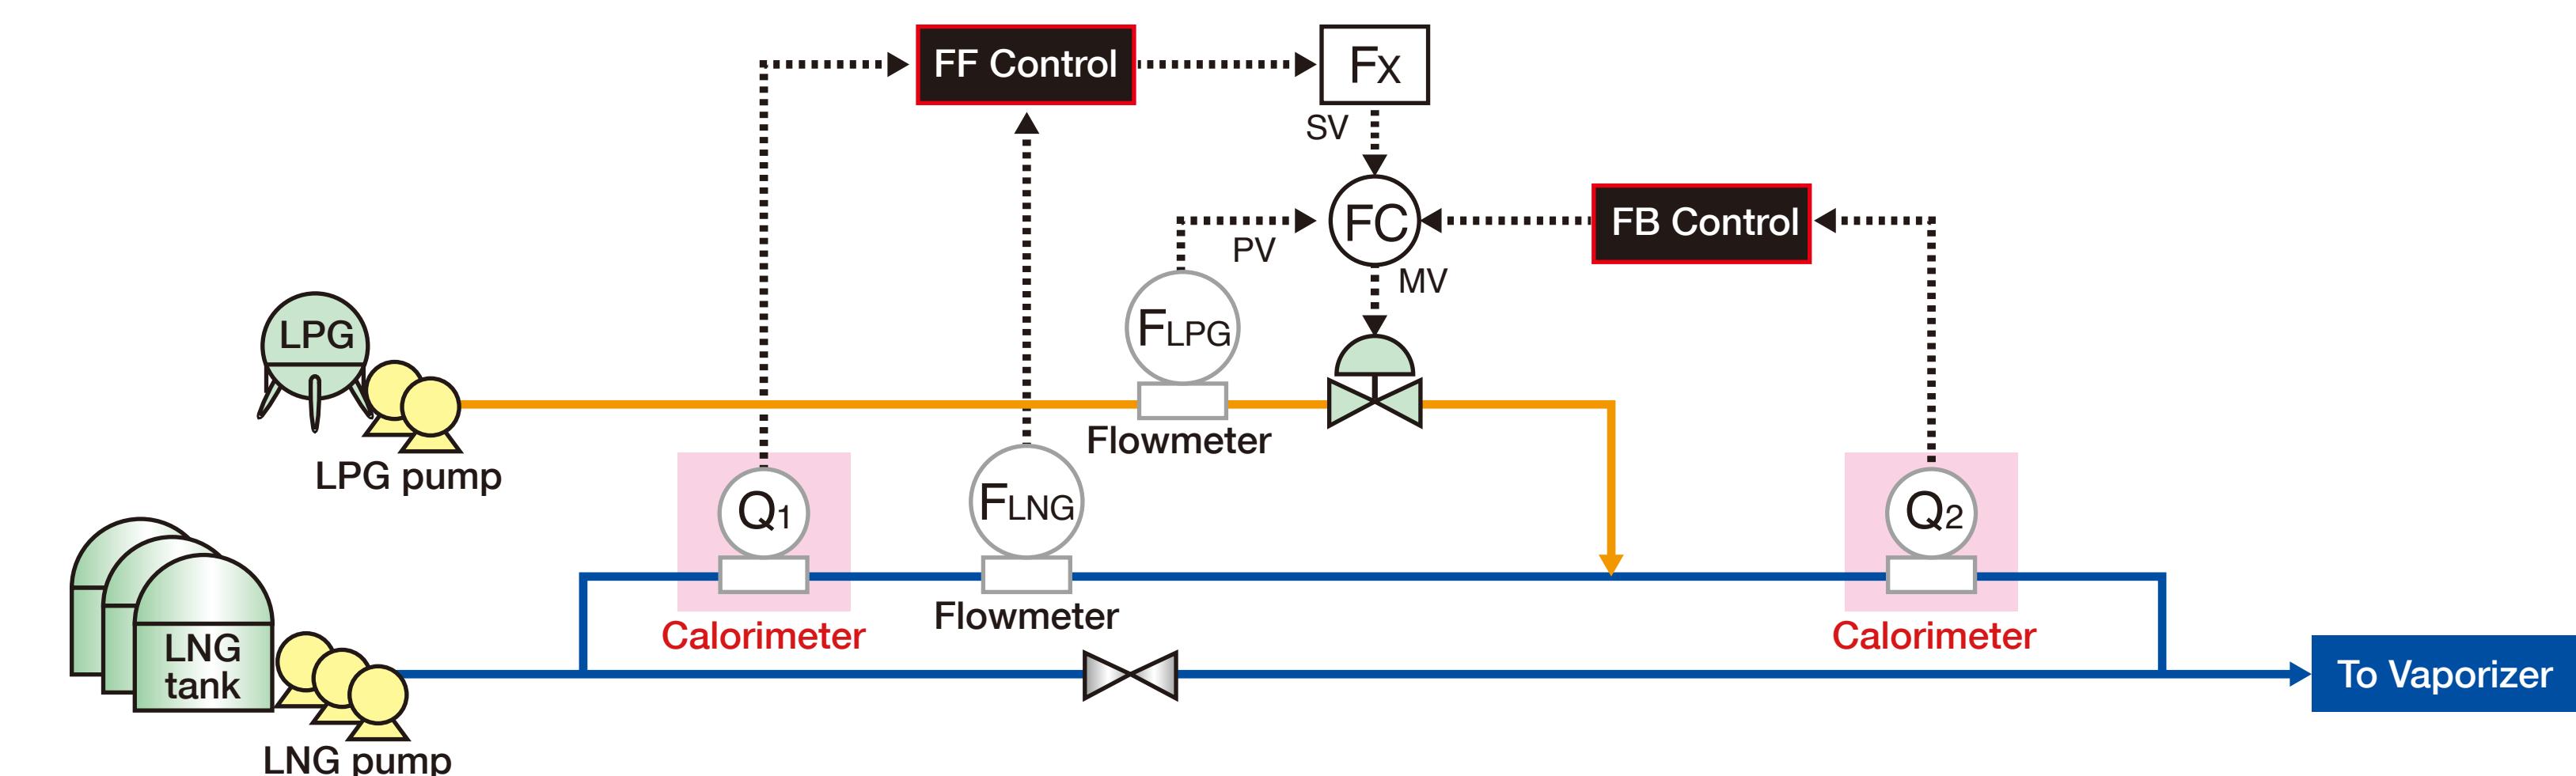 FF Control
Fx
SV
FC
FB Control
PV
MV
LPG
FLPG
Flowmeter
LPG pump
Q1
FLNG
Q2
Calorimeter
Flowmeter
Calorimeter
LNG
tank
To Vaporizer
LNG pump